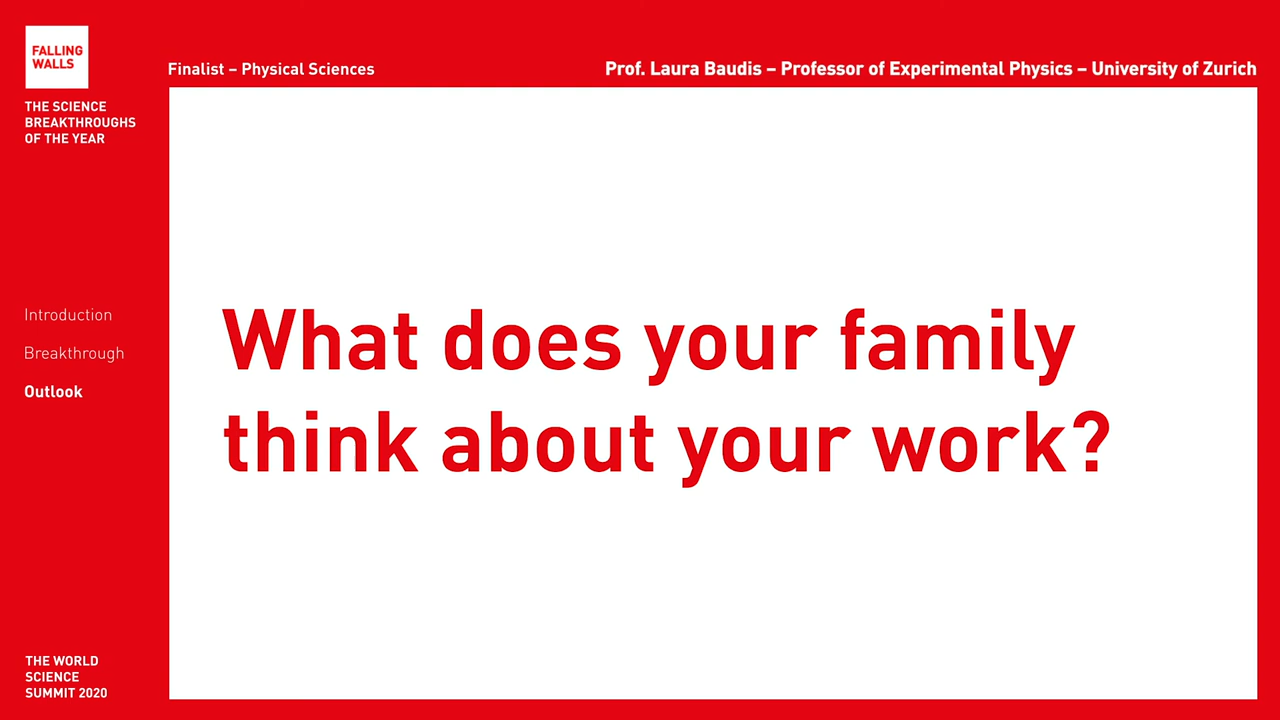 FALLING
WALLS
THE SCIENCE
BREAKTHROUGHS
OF THE YEAR
Finalist – Physical Sciences
Prof. Laura Baudis – Professor of Experimental Physics – University of Zurich
Introduction
Breakthrough
Outlook
What does your family
think about your work?
THE WORLD
SCIENCE
SUMMIT 2020